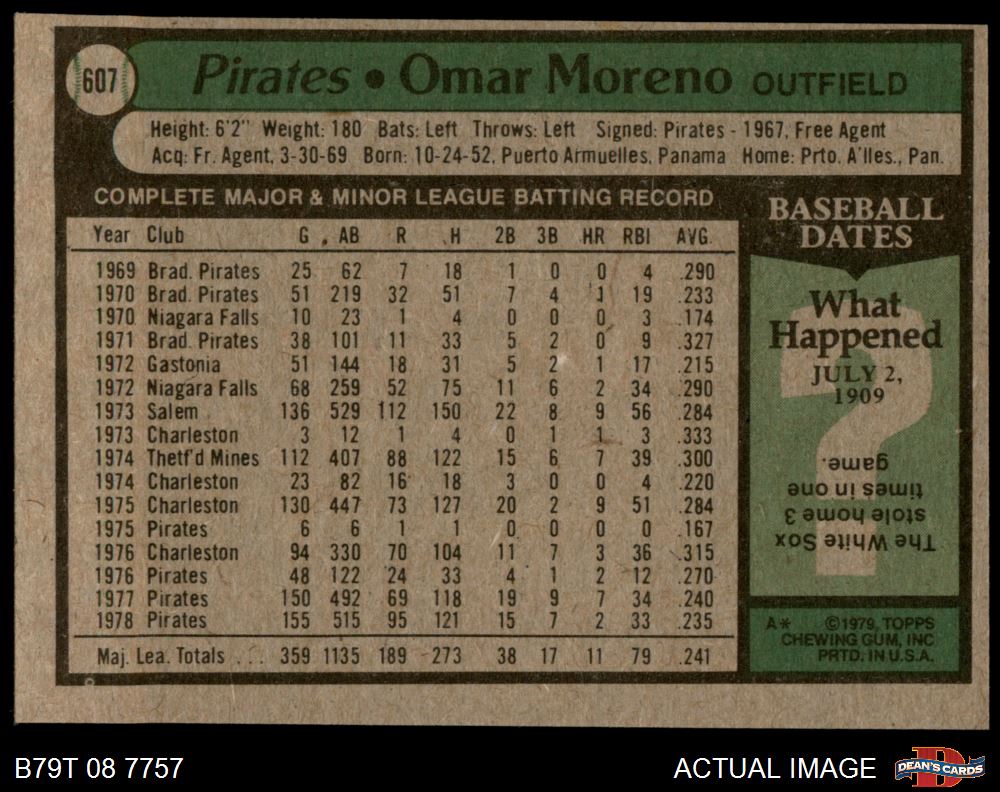 607 Pirates • Omar Moreno OUTFIELD
Height: 6'2" Weight: 180 Bats: Left Throws: Left Signed: Pirates - 1967, Free Agent
Acq: Fr. Agent, 3-30-69 Born: 10-24-52, Puerto Armuelles, Panama Home: Prto. A'lles., Pan.
COMPLETE MAJOR & MINOR LEAGUE BATTING RECORD
Year Club G AB R H 2B 3B HR RBI AVG.
1969 Brad. Pirates 25 62 7 18 1 0 0 4 .290
1970 Brad. Pirates 51 219 32 51 7 4 1 19 .233
1970 Niagara Falls 10 23 1 4 0 0 0 3 .174
1971 Brad. Pirates 38 101 11 33 5 2 0 9 .327
1972 Gastonia 51 144 18 31 5 2 1 17 .215
1972 Niagara Falls 68 259 52 75 11 6 2 34 .290
1973 Salem 136 529 112 150 22 8 9 56 .284
1973 Charleston 3 12 1 4 0 1 1 3 .333
1974 Thetf'd Mines 112 407 88 122 15 6 7 39 .300
1974 Charleston 23 82 16 18 3 0 0 4 .220
1975 Charleston 130 447 73 127 20 2 9 51 .284
1975 Pirates 6 6 1 1 0 0 0 0 .167
1976 Charleston 94 330 70 104 11 7 3 36 .315
1976 Pirates 48 122 24 33 4 1 2 12 .270
1977 Pirates 150 492 69 118 19 9 7 34 .240
1978 Pirates 155 515 95 121 15 7 2 33 .235
Maj. Lea. Totals . . . 359 1135 189 273 38 17 11 79 .241
BASEBALL
DATES
What
Happened
JULY 2,
1909
The White Sox
stole home 3
times in one
game.
A* ©1979, TOPPS
CHEWING GUM, INC
PRTD. IN U.S.A.
B79T 08 7757
ACTUAL IMAGE
DEAN'S CARDS